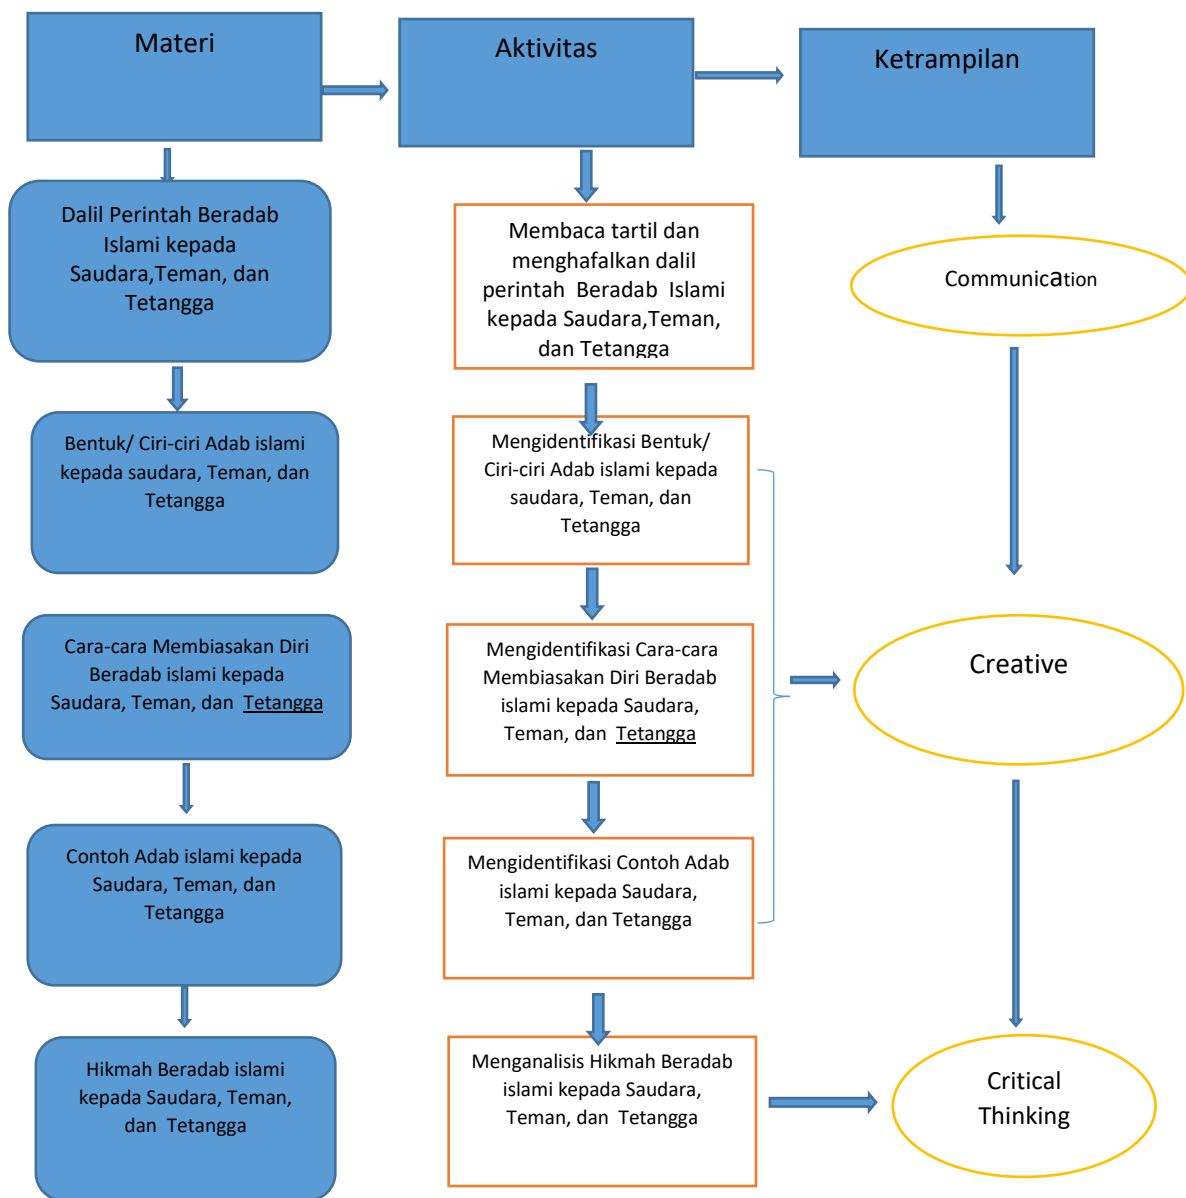 Materi
Aktivitas
Ketrampilan
Dalil Perintah Beradab
Islami kepada
Saudara,Teman, dan
Tetangga
Membaca tartil dan
menghafalkan dalil
perintah Beradab Islami
kepada Saudara,Teman,
dan Tetangga
Communication
Bentuk/ Ciri-ciri Adab islami
kepada saudara, Teman, dan
Tetangga
Mengidentifikasi Bentuk/
Ciri-ciri Adab islami kepada
saudara, Teman, dan
Tetangga
Cara-cara Membiasakan Diri
Beradab islami kepada
Saudara, Teman, dan Tetangga
Mengidentifikasi Cara-cara
Membiasakan Diri Beradab
islami kepada Saudara,
Teman, dan Tetangga
Creative
Contoh Adab islami kepada
Saudara, Teman, dan
Tetangga
Mengidentifikasi Contoh Adab
islami kepada Saudara,
Teman, dan Tetangga
Hikmah Beradab islami
kepada Saudara, Teman,
dan Tetangga
Menganalisis Hikmah Beradab
islami kepada Saudara,
Teman, dan Tetangga
Critical
Thinking